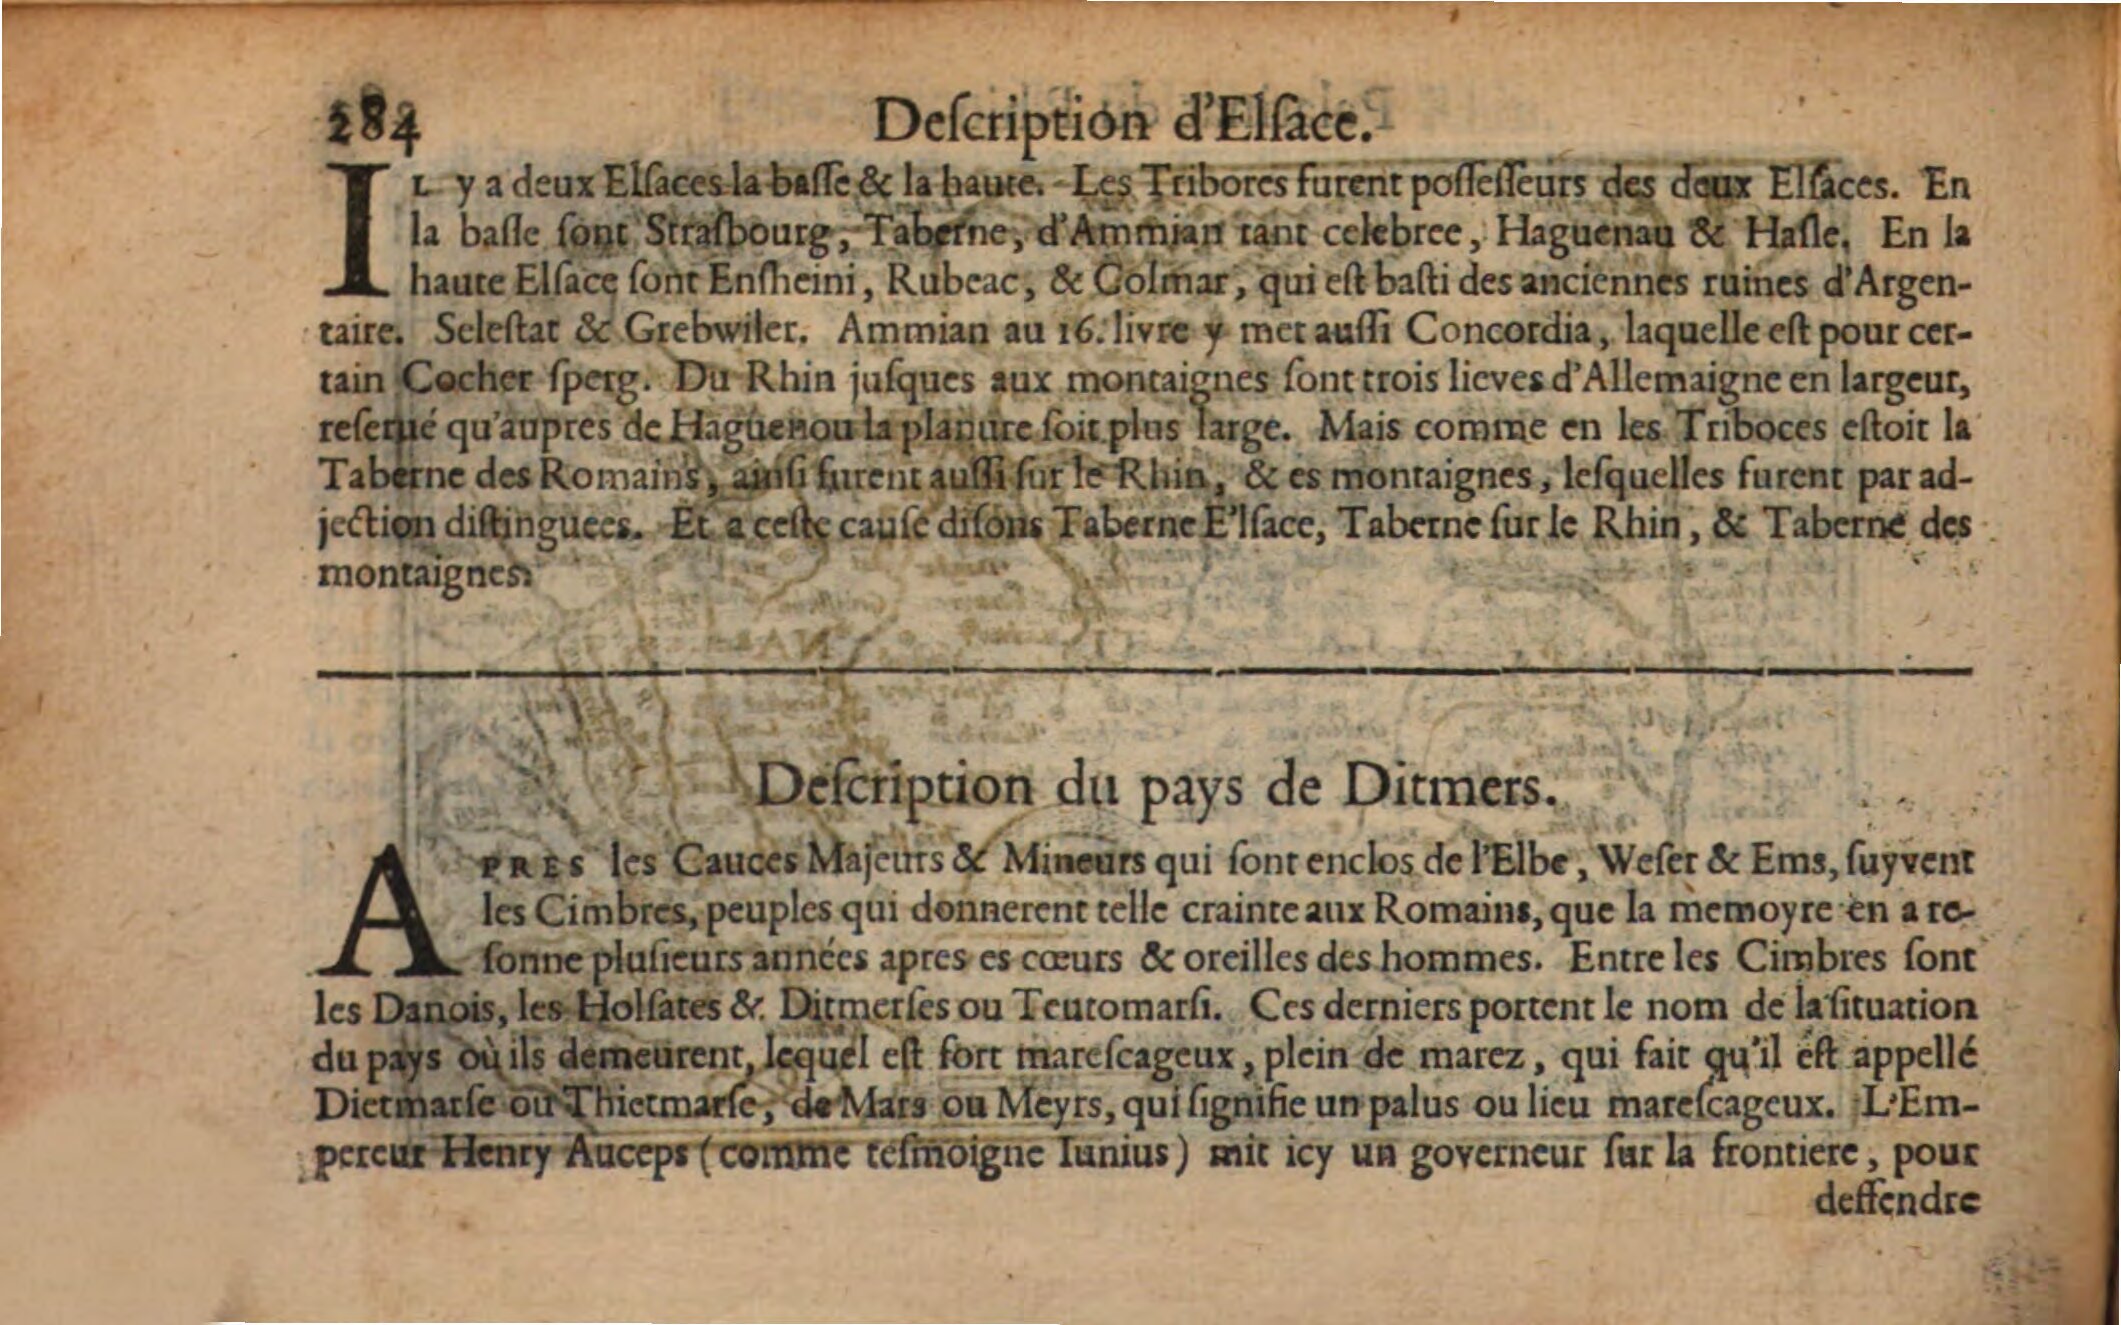 284 Deſcription d'Elſace.
IL y a deux Elſaces la baſſe & la haute. Les Tribores furent poſſeſſeurs des deux Elſaces. En
la baſſe ſont Straſbourg, Taberne, d'Ammian tant celebree, Haguenau & Haſle. En la
haute Elſace ſont Enſheini, Rubeac, & Colmar, qui eſt baſti des anciennes ruines d'Argen-
taire. Seleſtat & Grebwiler. Ammian au 16. livre y met auſſi Concordia, laquelle eſt pour cer-
tain Cocher ſperg. Du Rhin juſques aux montaignes ſont trois lieves d'Allemaigne en largeur,
reſerué qu'aupres de Haguenou la planure ſoit plus large. Mais comme en les Triboces eſtoit la
Taberne des Romains, ainſi furent auſſi ſur le Rhin, & es montaignes, leſquelles furent par ad-
jection diſtinguees. Et a ceſte cauſe diſons Taberne E'lſace, Taberne ſur le Rhin, & Taberne des
montaignes.
Deſcription du pays de Ditmers.
APRES les Cauces Majeurs & Mineurs qui ſont enclos de l'Elbe, Weſer & Ems, ſuyvent
les Cimbres, peuples qui donnerent telle crainte aux Romains, que la memoyre en a re-
ſonne pluſieurs années apres es cœurs & oreilles des hommes. Entre les Cimbres ſont
les Danois, les Holſates & Ditmerſes ou Teutomarſi. Ces derniers portent le nom de la ſituation
du pays où ils demeurent, lequel eſt fort mareſcageux, plein de marez, qui fait qu'il eſt appellé
Dietmarſe ou Thietmarſe, de Mars ou Meyrs, qui ſignifie un palus ou lieu mareſcageux. L'Em-
pereur Henry Auceps (comme teſmoigne Iunius) mit icy un governeur ſur la frontiere, pour
deffendre